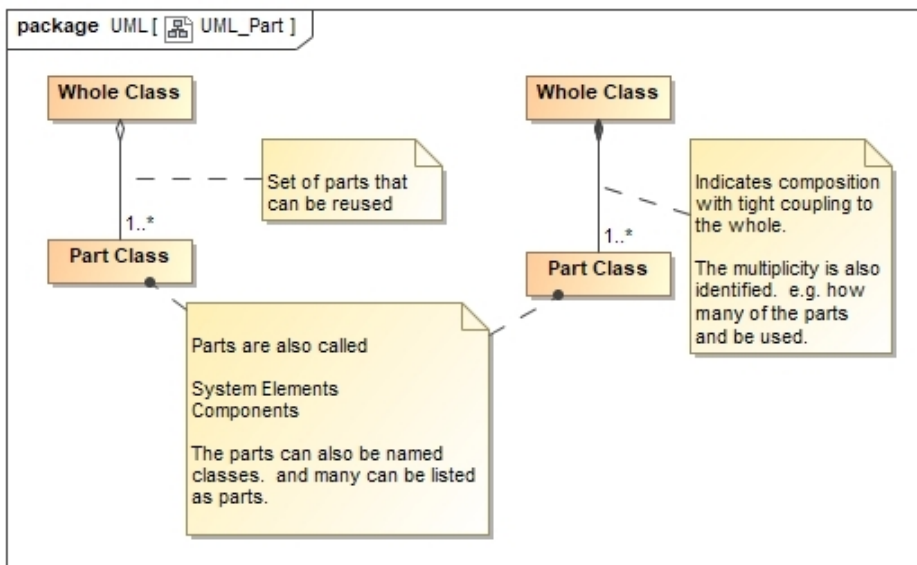 package UML [ UML_Part ]
Whole Class
Set of parts that
can be reused
1..*
Part Class
Whole Class
Indicates composition
with tight coupling to
the whole.
The multiplicity is also
identified.  e.g. how
many of the parts
and be used.
1..*
Part Class
Parts are also called
System Elements
Components
The parts can also be named
classes.  and many can be listed
as parts.